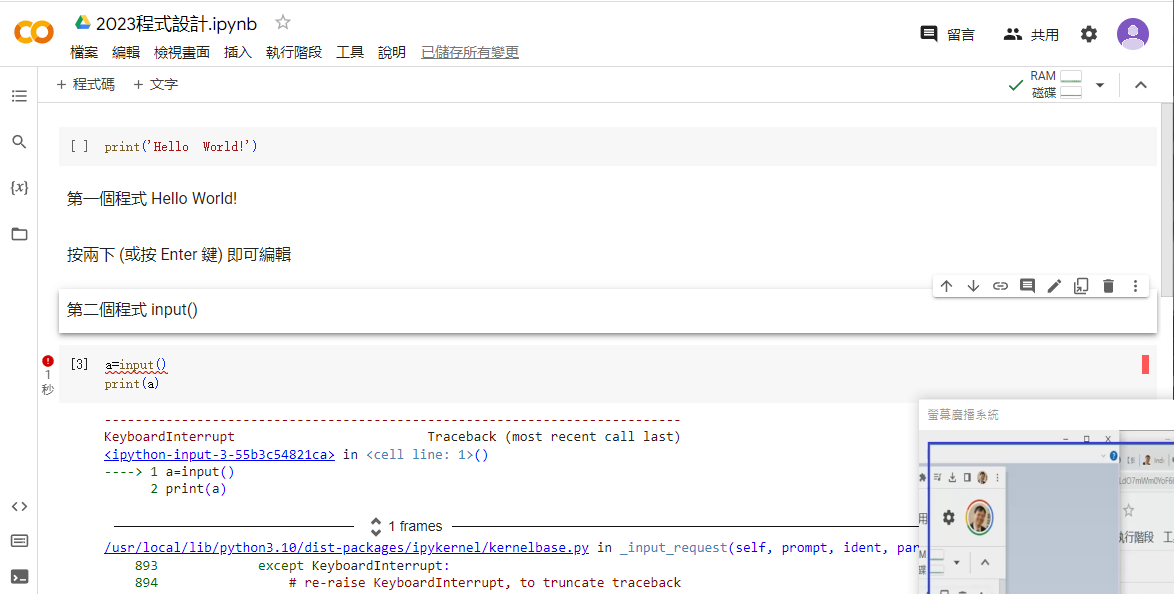 2023程式設計.ipynb
檔案 編輯 檢視畫面 插入 執行階段 工具 說明 已儲存所有變更
留言 共用
+ 程式碼 + 文字
RAM
磁碟
[ ] print('Hello  World!')
第一個程式 Hello World!
按兩下 (或按 Enter 鍵) 即可編輯
第二個程式 input()
{x}
[3] a=input()
print(a)
1
秒
---------------------------------------------------------------------------
KeyboardInterrupt                         Traceback (most recent call last)
<ipython-input-3-55b3c54821ca> in <cell line: 1>()
----> 1 a=input()
      2 print(a)
1 frames
/usr/local/lib/python3.10/dist-packages/ipykernel/kernelbase.py in _input_request(self, prompt, ident, par
    893             except KeyboardInterrupt:
    894                 # re-raise KeyboardInterrupt, to truncate traceback
螢幕廣播系統
用
執行階段 工
M
碟